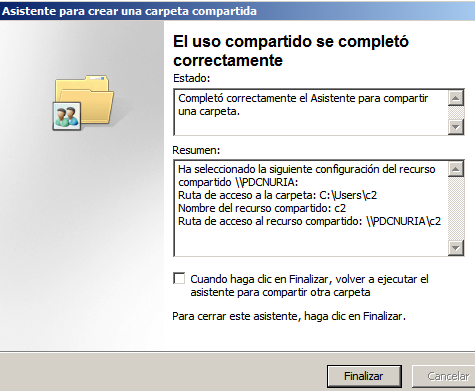 Asistente para crear una carpeta compartida
El uso compartido se completó
correctamente
Estado:
Completó correctamente el Asistente para compartir
una carpeta.
Resumen:
Ha seleccionado la siguiente configuración del recurso
compartido \\PDCNURIA:
Ruta de acceso a la carpeta: C:\Users\c2
Nombre del recurso compartido: c2
Ruta de acceso al recurso compartido: \\PDCNURIA\c2
Cuando haga clic en Finalizar, volver a ejecutar el
asistente para compartir otra carpeta
Para cerrar este asistente, haga clic en Finalizar.
Finalizar
Cancelar